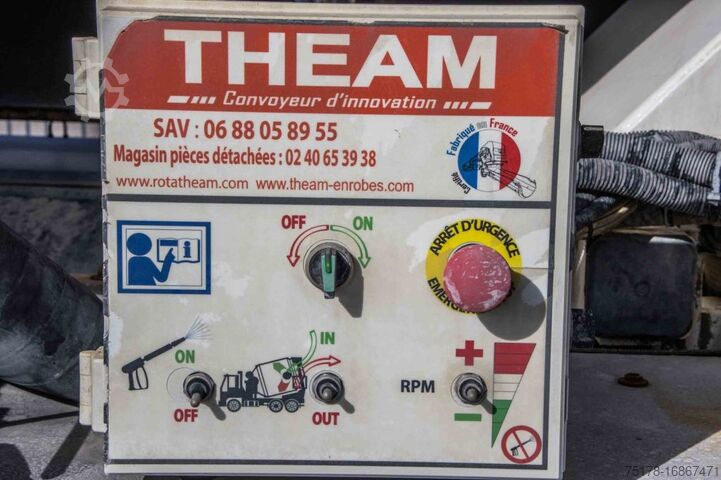 THEAM
Convoyeur d'innovation
SAV : 06 88 05 89 55
Magasin pièces détachées : 02 40 65 39 38
www.rotatheam.com www.theam-enrobes.com
Fabriqué en France
Certifié
OFF ON
ARRÊT D'URGENCE
ON
OFF
IN
OUT
RPM
+
-
75178-16867471